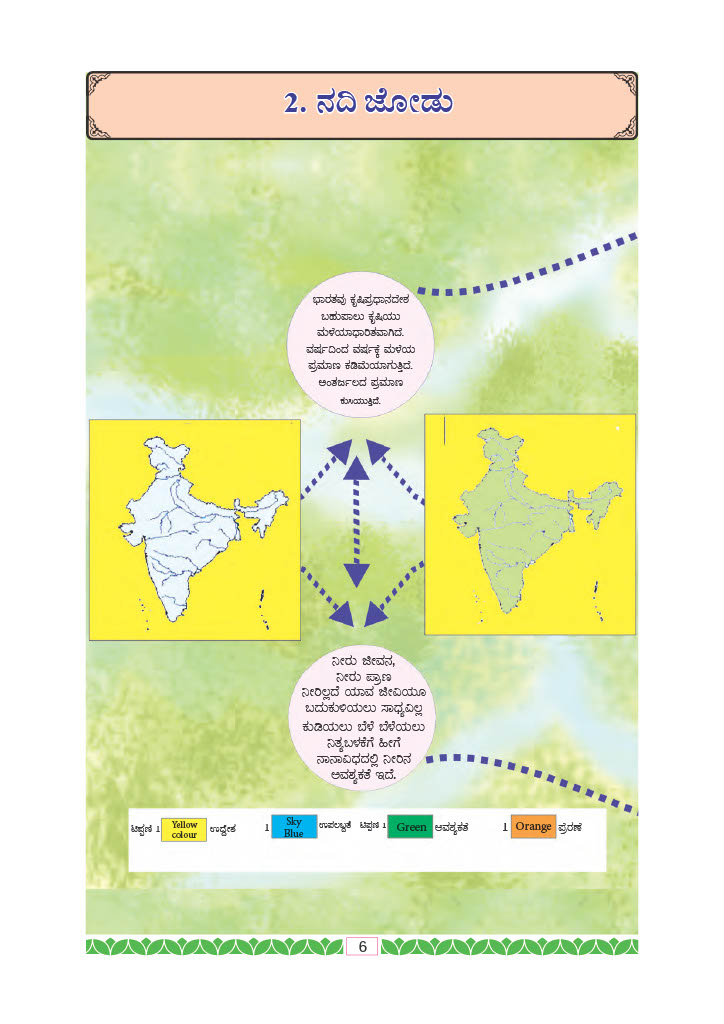 2. ನದಿ ಜೋಡು
ಭಾರತವು ಕೃಷಿಪ್ರಧಾನದೇಶ
ಬಹುಪಾಲು ಕೃಷಿಯು
ಮಳೆಯಾಧಾರಿತವಾಗಿದೆ.
ವರ್ಷದಿಂದ ವರ್ಷಕ್ಕೆ ಮಳೆಯ
ಪ್ರಮಾಣ ಕಡಿಮೆಯಾಗುತ್ತಿದೆ.
ಅಂತರ್ಜಲದ ಪ್ರಮಾಣ
ಕುಸಿಯುತ್ತಿದೆ.
ನೀರು ಜೀವನ,
ನೀರು ಪ್ರಾಣ
ನೀರಿಲ್ಲದೆ ಯಾವ ಜೀವಿಯೂ
ಬದುಕುಳಿಯಲು ಸಾಧ್ಯವಿಲ್ಲ
ಕುಡಿಯಲು ಬೆಳೆ ಬೆಳೆಯಲು
ನಿತ್ಯಬಳಕೆಗೆ ಹೀಗೆ
ನಾನಾವಿಧದಲ್ಲಿ ನೀರಿನ
ಅವಶ್ಯಕತೆ ಇದೆ.
ಟಿಪ್ಪಣಿ 1 Yellow colour ಉದ್ದೇಶ 1 Sky Blue ಉಪಲಬ್ಧತೆ ಟಿಪ್ಪಣಿ 1 Green ಆವಶ್ಯಕತೆ 1 Orange ಪ್ರೇರಣೆ
6